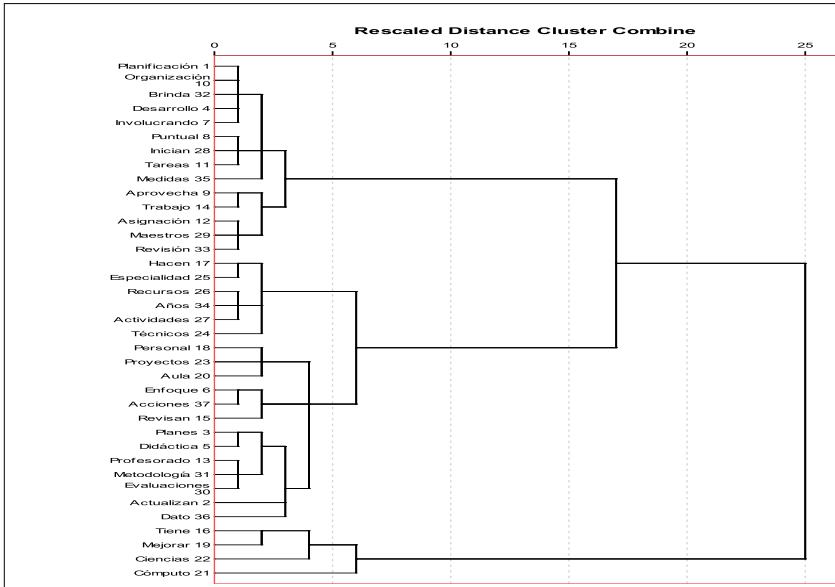 Rescaled Distance Cluster Combine
0 5 10 15 20 25
Planificación 1
Organización
10
Brinda 32
Desarrollo 4
Involucrando 7
Puntual 8
Inician 28
Tareas 11
Medidas 35
Aprovecha 9
Trabajo 14
Asignación 12
Maestros 29
Revisión 33
Hacen 17
Especialidad 25
Recursos 26
Años 34
Actividades 27
Técnicos 24
Personal 18
Proyectos 23
Aula 20
Enfoque 6
Acciones 37
Revisan 15
Planes 3
Didáctica 5
Profesorado 13
Metodología 31
Evaluaciones
30
Actualizan 2
Dato 36
Tiene 16
Mejorar 19
Ciencias 22
Cómputo 21